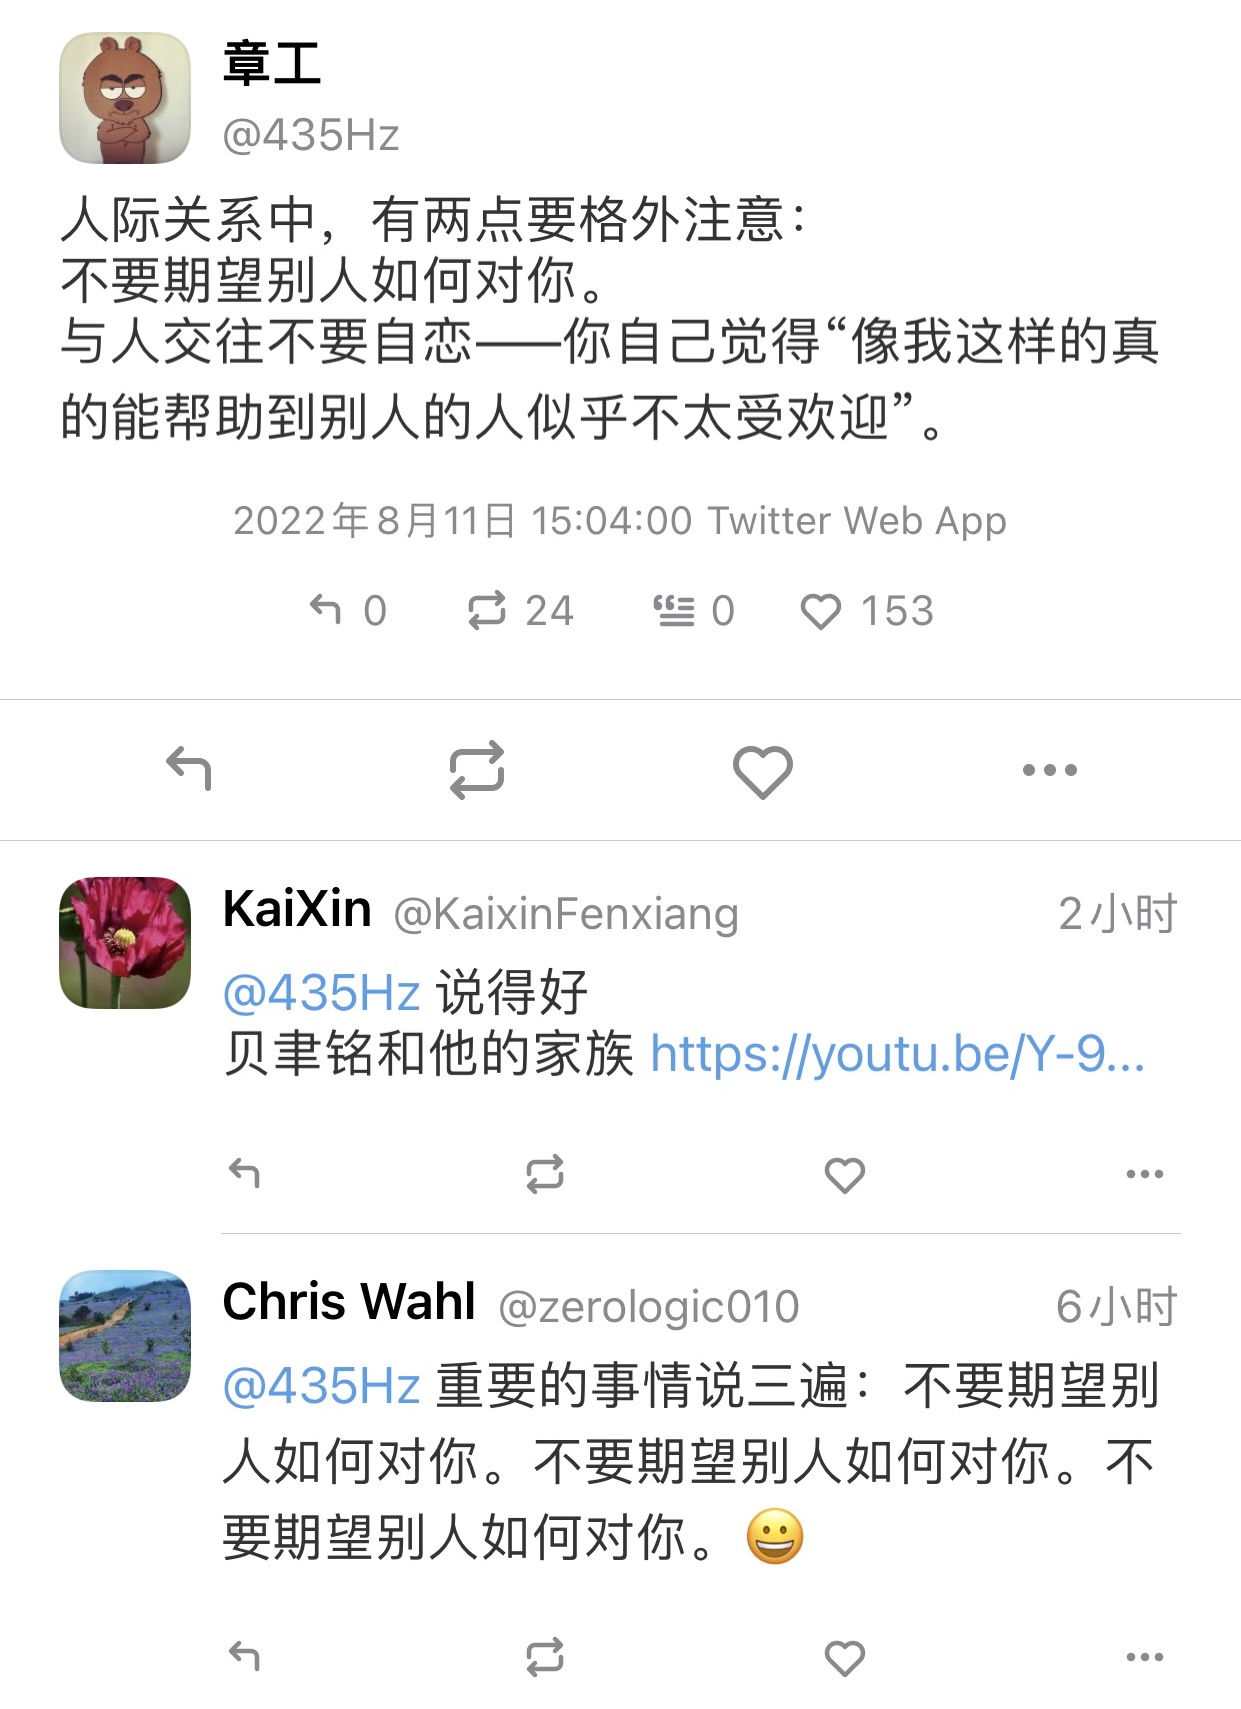 章工
@435Hz
人际关系中，有两点要格外注意：
不要期望别人如何对你。
与人交往不要自恋——你自己觉得“像我这样的真
的能帮助到别人的人似乎不太受欢迎”。
2022年8月11日 15:04:00 Twitter Web App
0 24 0 153
KaiXin @KaixinFenxiang 2小时
@435Hz 说得好
贝聿铭和他的家族 https://youtu.be/Y-9...
Chris Wahl @zerologic010 6小时
@435Hz 重要的事情说三遍：不要期望别
人如何对你。不要期望别人如何对你。不
要期望别人如何对你。😀